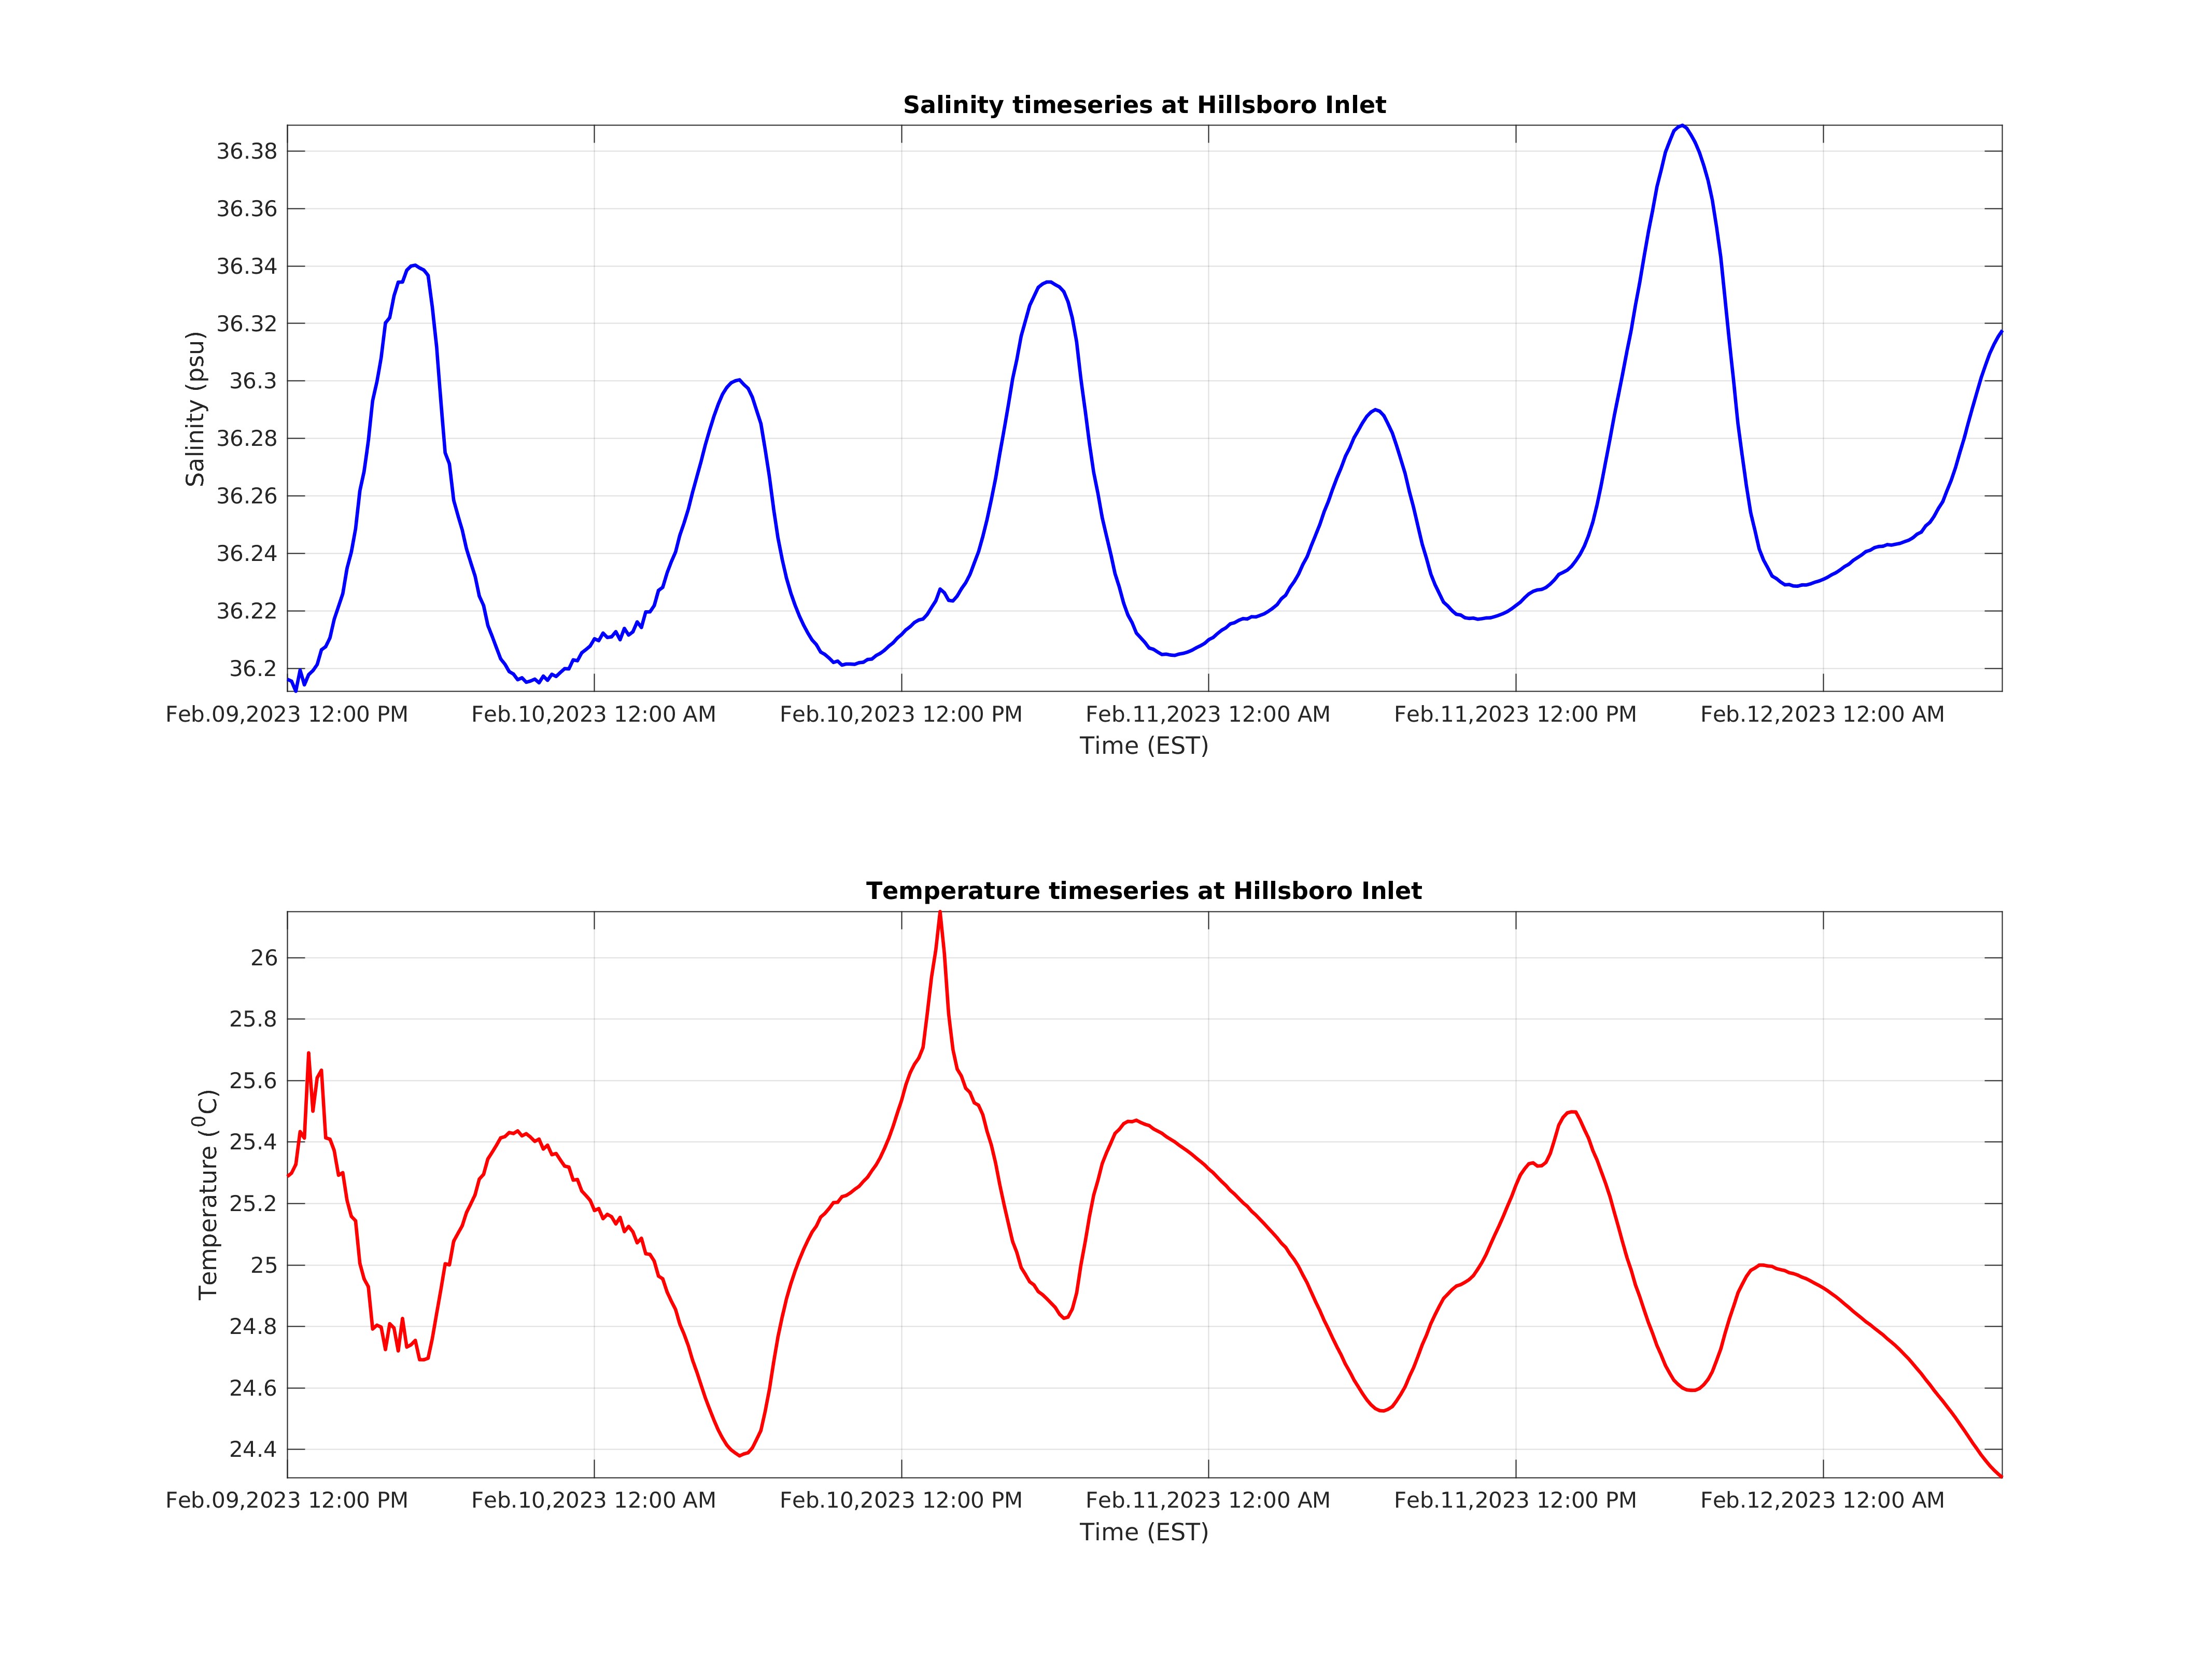 Salinity timeseries at Hillsboro Inlet
36.38
36.36
36.34
36.32
36.3
36.28
36.26
36.24
36.22
36.2
Salinity (psu)
Feb.09,2023 12:00 PM Feb.10,2023 12:00 AM Feb.10,2023 12:00 PM Feb.11,2023 12:00 AM Feb.11,2023 12:00 PM Feb.12,2023 12:00 AM
Time (EST)
Temperature timeseries at Hillsboro Inlet
26
25.8
25.6
25.4
25.2
25
24.8
24.6
24.4
Temperature (⁰C)
Feb.09,2023 12:00 PM Feb.10,2023 12:00 AM Feb.10,2023 12:00 PM Feb.11,2023 12:00 AM Feb.11,2023 12:00 PM Feb.12,2023 12:00 AM
Time (EST)